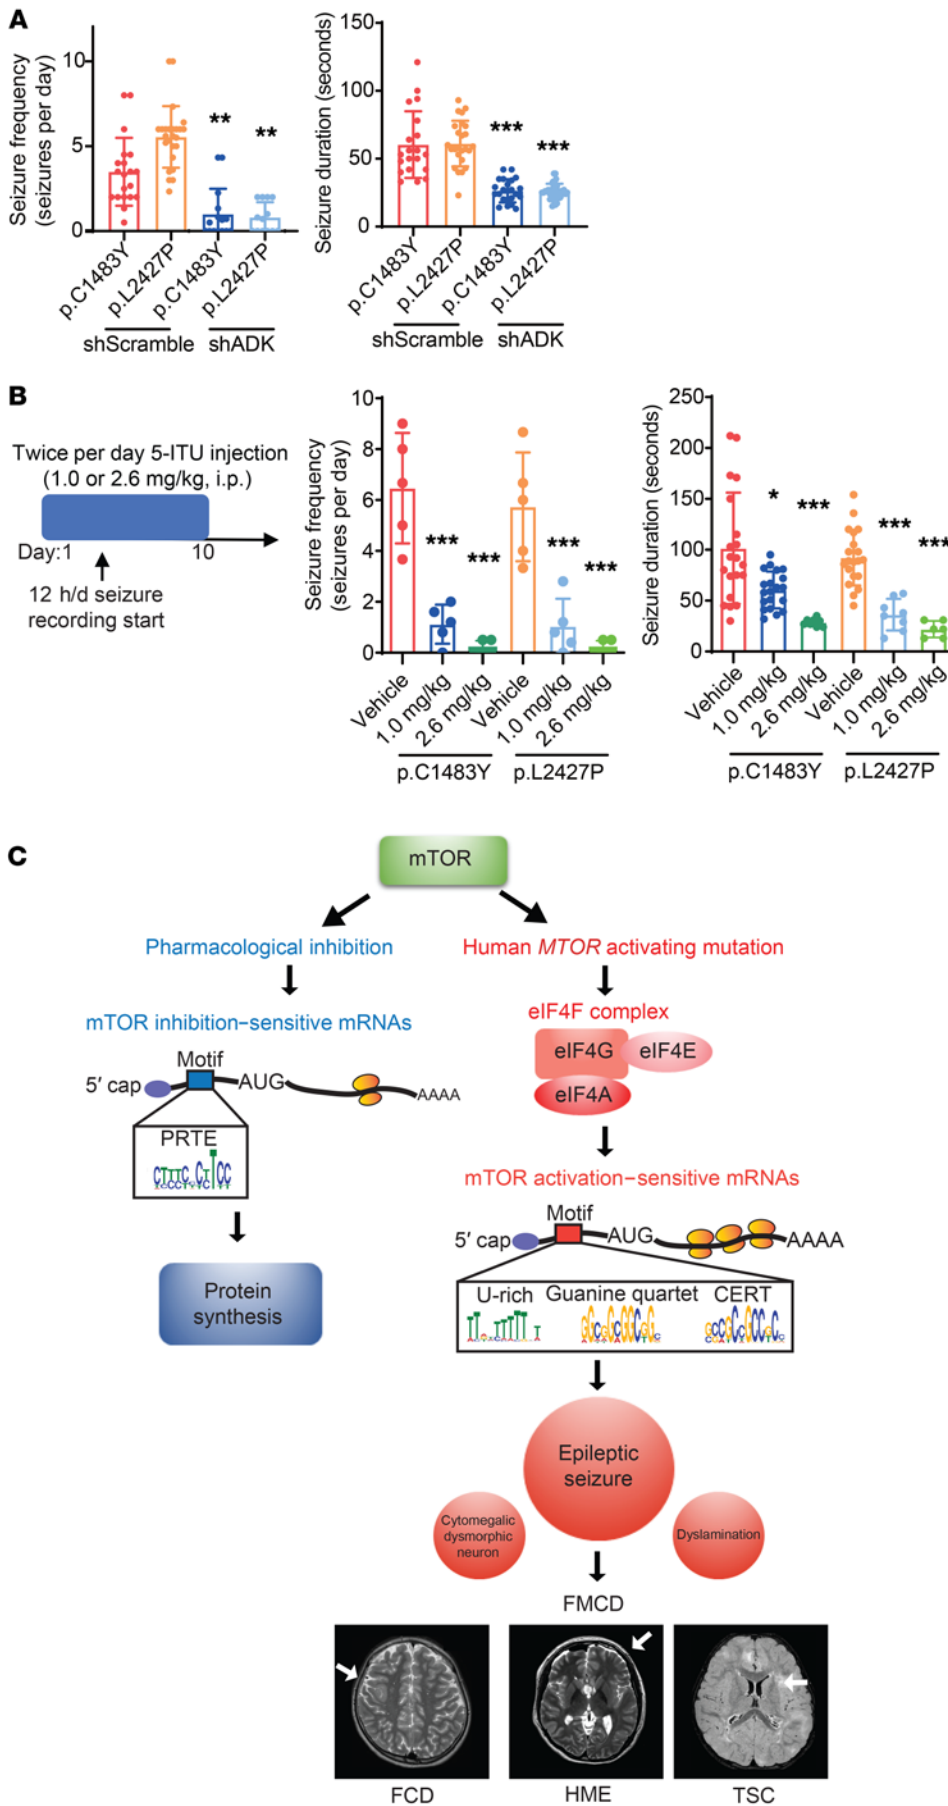 A
Seizure frequency
(seizures per day)
10
5
0
**
**
p.C1483Y
p.L2427P
p.C1483Y
p.L2427P
shScramble
shADK
Seizure duration (seconds)
150
100
50
0
***
***
p.C1483Y
p.L2427P
p.C1483Y
p.L2427P
shScramble
shADK
B
Twice per day 5-ITU injection
(1.0 or 2.6 mg/kg, i.p.)
Day:1
10
12 h/d seizure
recording start
Seizure frequency
(seizures per day)
10
8
6
4
2
0
***
***
***
***
Vehicle
1.0 mg/kg
2.6 mg/kg
Vehicle
1.0 mg/kg
2.6 mg/kg
p.C1483Y
p.L2427P
Seizure duration (seconds)
250
200
150
100
50
0
*
***
***
***
Vehicle
1.0 mg/kg
2.6 mg/kg
Vehicle
1.0 mg/kg
2.6 mg/kg
p.C1483Y
p.L2427P
C
mTOR
Pharmacological inhibition
Human MTOR activating mutation
mTOR inhibition–sensitive mRNAs
Motif
5′ cap
AUG
AAAA
PRTE
Protein
synthesis
eIF4F complex
eIF4G
eIF4E
eIF4A
mTOR activation–sensitive mRNAs
Motif
5′ cap
AUG
AAAA
U-rich
Guanine quartet
CERT
Epileptic
seizure
Cytomegalic
dysmorphic
neuron
Dyslamination
FMCD
FCD
HME
TSC